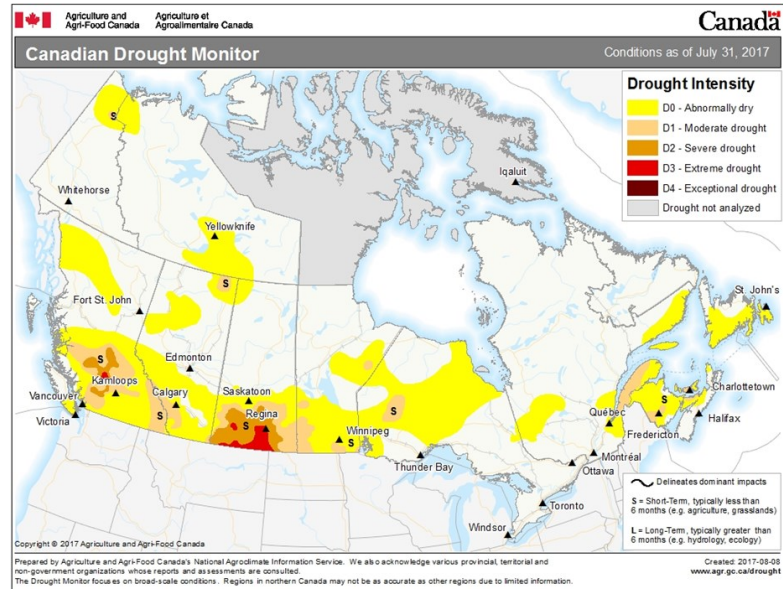 Agriculture and
Agri-Food Canada
Agriculture et
Agroalimentaire Canada
Canada
Canadian Drought Monitor
Conditions as of July 31, 2017
Drought Intensity
D0 - Abnormally dry
D1 - Moderate drought
D2 - Severe drought
D3 - Extreme drought
D4 - Exceptional drought
Drought not analyzed
S
Iqaluit
Whitehorse
Yellowknife
S
Fort St. John
St. John's
Edmonton
S
Kamloops
Calgary
Saskatoon
Charlottetown
Vancouver
S
S
Regina
S
S
Québec
Victoria
Winnipeg
S
Fredericton
Halifax
Thunder Bay
Montréal
Ottawa
Toronto
Windsor
Delineates dominant impacts
S = Short-Term, typically less than
6 months (e.g. agriculture, grasslands)
L = Long-Term, typically greater than
6 months (e.g. hydrology, ecology)
Copyright © 2017 Agriculture and Agri-Food Canada
Prepared by Agriculture and Agri-Food Canada's National Agroclimate Information Service. We also acknowledge various provincial, territorial and
non-government organizations whose reports and assessments are consulted.
The Drought Monitor focuses on broad-scale conditions. Regions in northern Canada may not be as accurate as other regions due to limited information.
Created: 2017-08-08
www.agr.gc.ca/drought